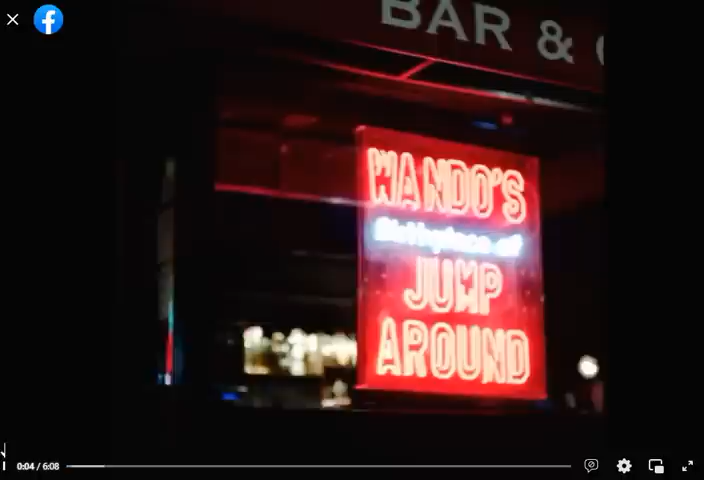 BAR &
WANDO'S
Birthplace of
JUMP
AROUND
0:04 / 6:08